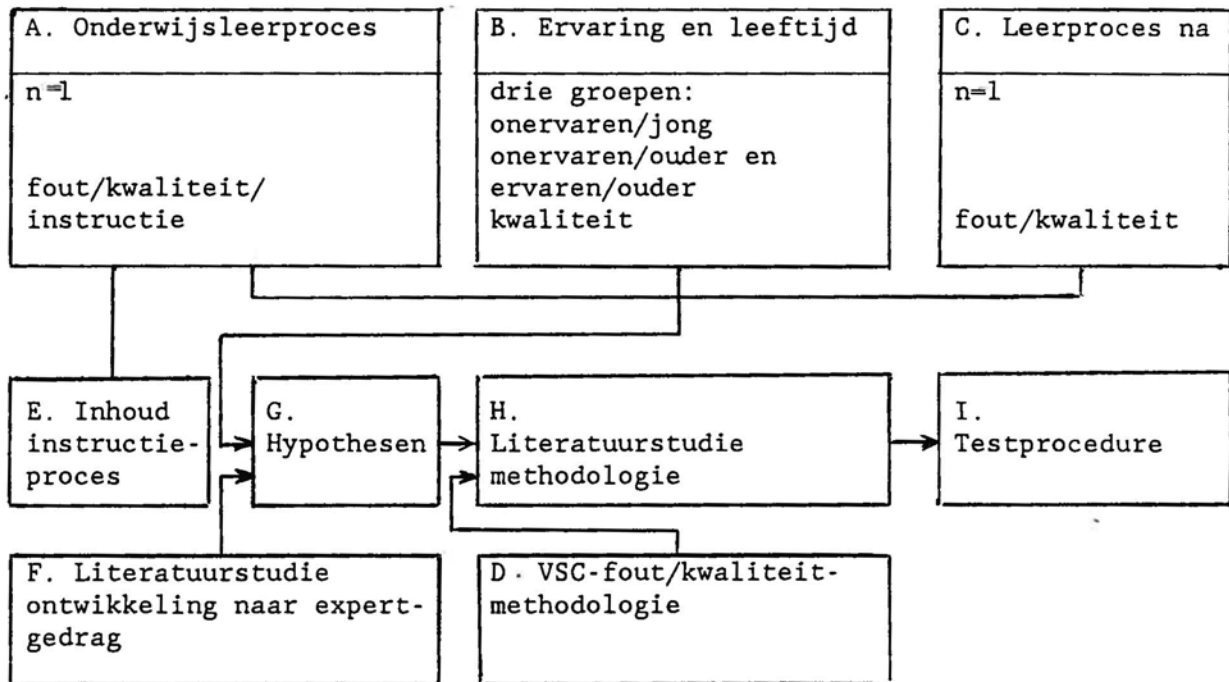 A. Onderwijsleerproces
n=1
fout/kwaliteit/
instructie
B. Ervaring en leeftijd
drie groepen:
onervaren/jong
onervaren/ouder en
ervaren/ouder
kwaliteit
C. Leerproces na
n=1
fout/kwaliteit
E. Inhoud
instructie-
proces
G.
Hypothesen
H.
Literatuurstudie
methodologie
I.
Testprocedure
F. Literatuurstudie
ontwikkeling naar expert-
gedrag
D. VSC-fout/kwaliteit-
methodologie